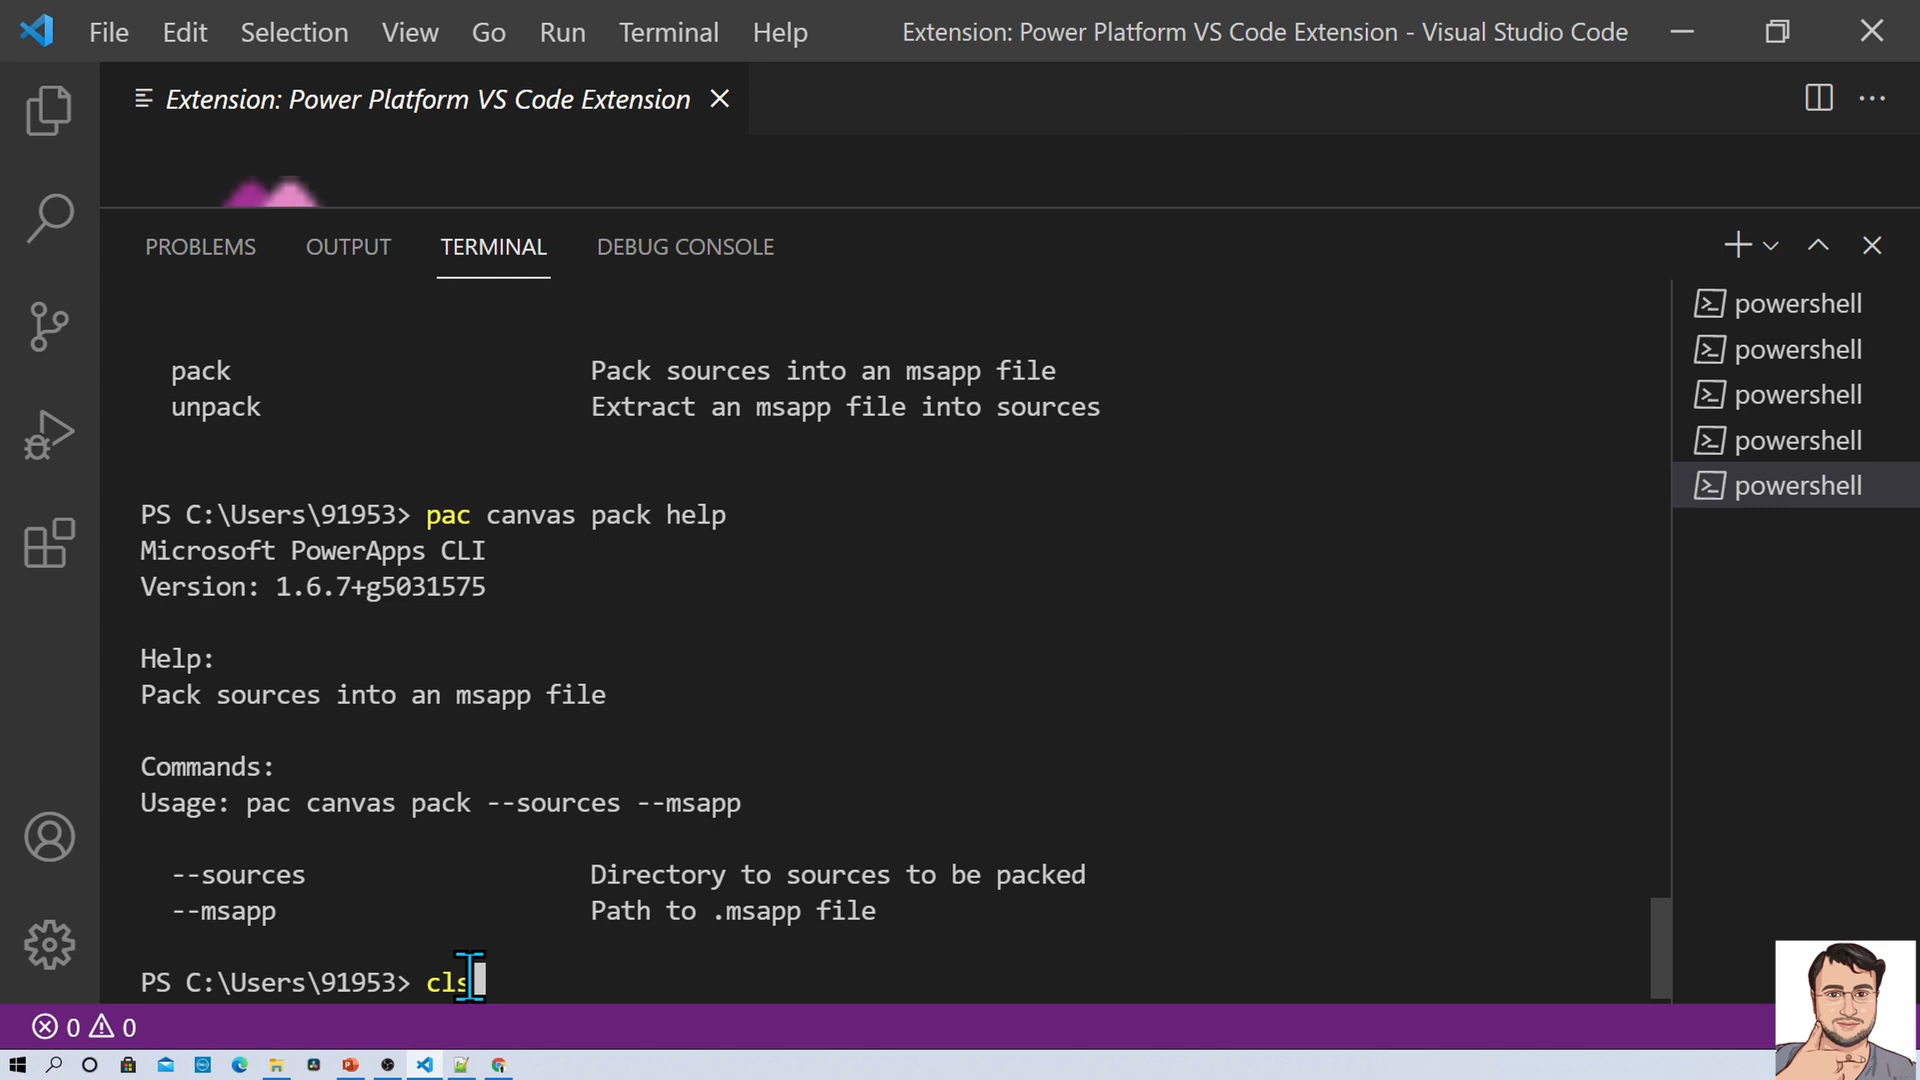 File Edit Selection View Go Run Terminal Help Extension: Power Platform VS Code Extension - Visual Studio Code
Extension: Power Platform VS Code Extension
PROBLEMS OUTPUT TERMINAL DEBUG CONSOLE
powershell
powershell
powershell
powershell
powershell
pack Pack sources into an msapp file
unpack Extract an msapp file into sources
PS C:\Users\91953> pac canvas pack help
Microsoft PowerApps CLI
Version: 1.6.7+g5031575
Help:
Pack sources into an msapp file
Commands:
Usage: pac canvas pack --sources --msapp
--sources Directory to sources to be packed
--msapp Path to .msapp file
PS C:\Users\91953> cls
0 0